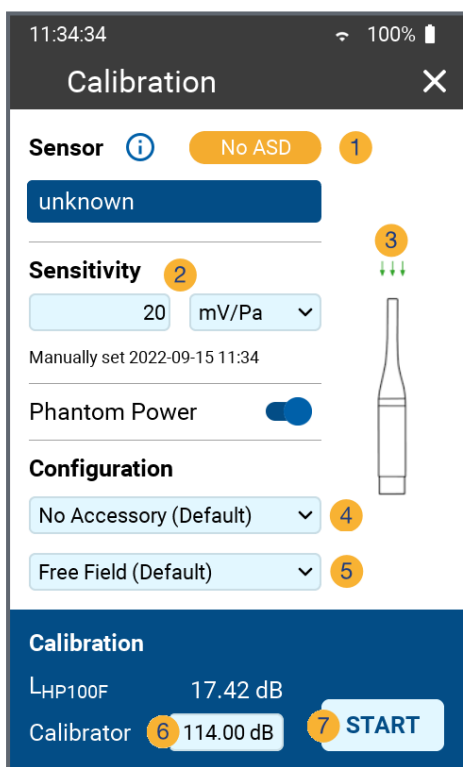 11:34:34 100%
Calibration
Sensor i No ASD 1
unknown
3
Sensitivity 2
20 mV/Pa
Manually set 2022-09-15 11:34
Phantom Power
Configuration
No Accessory (Default) 4
Free Field (Default) 5
Calibration
LHP100F 17.42 dB
Calibrator 6 114.00 dB 7 START